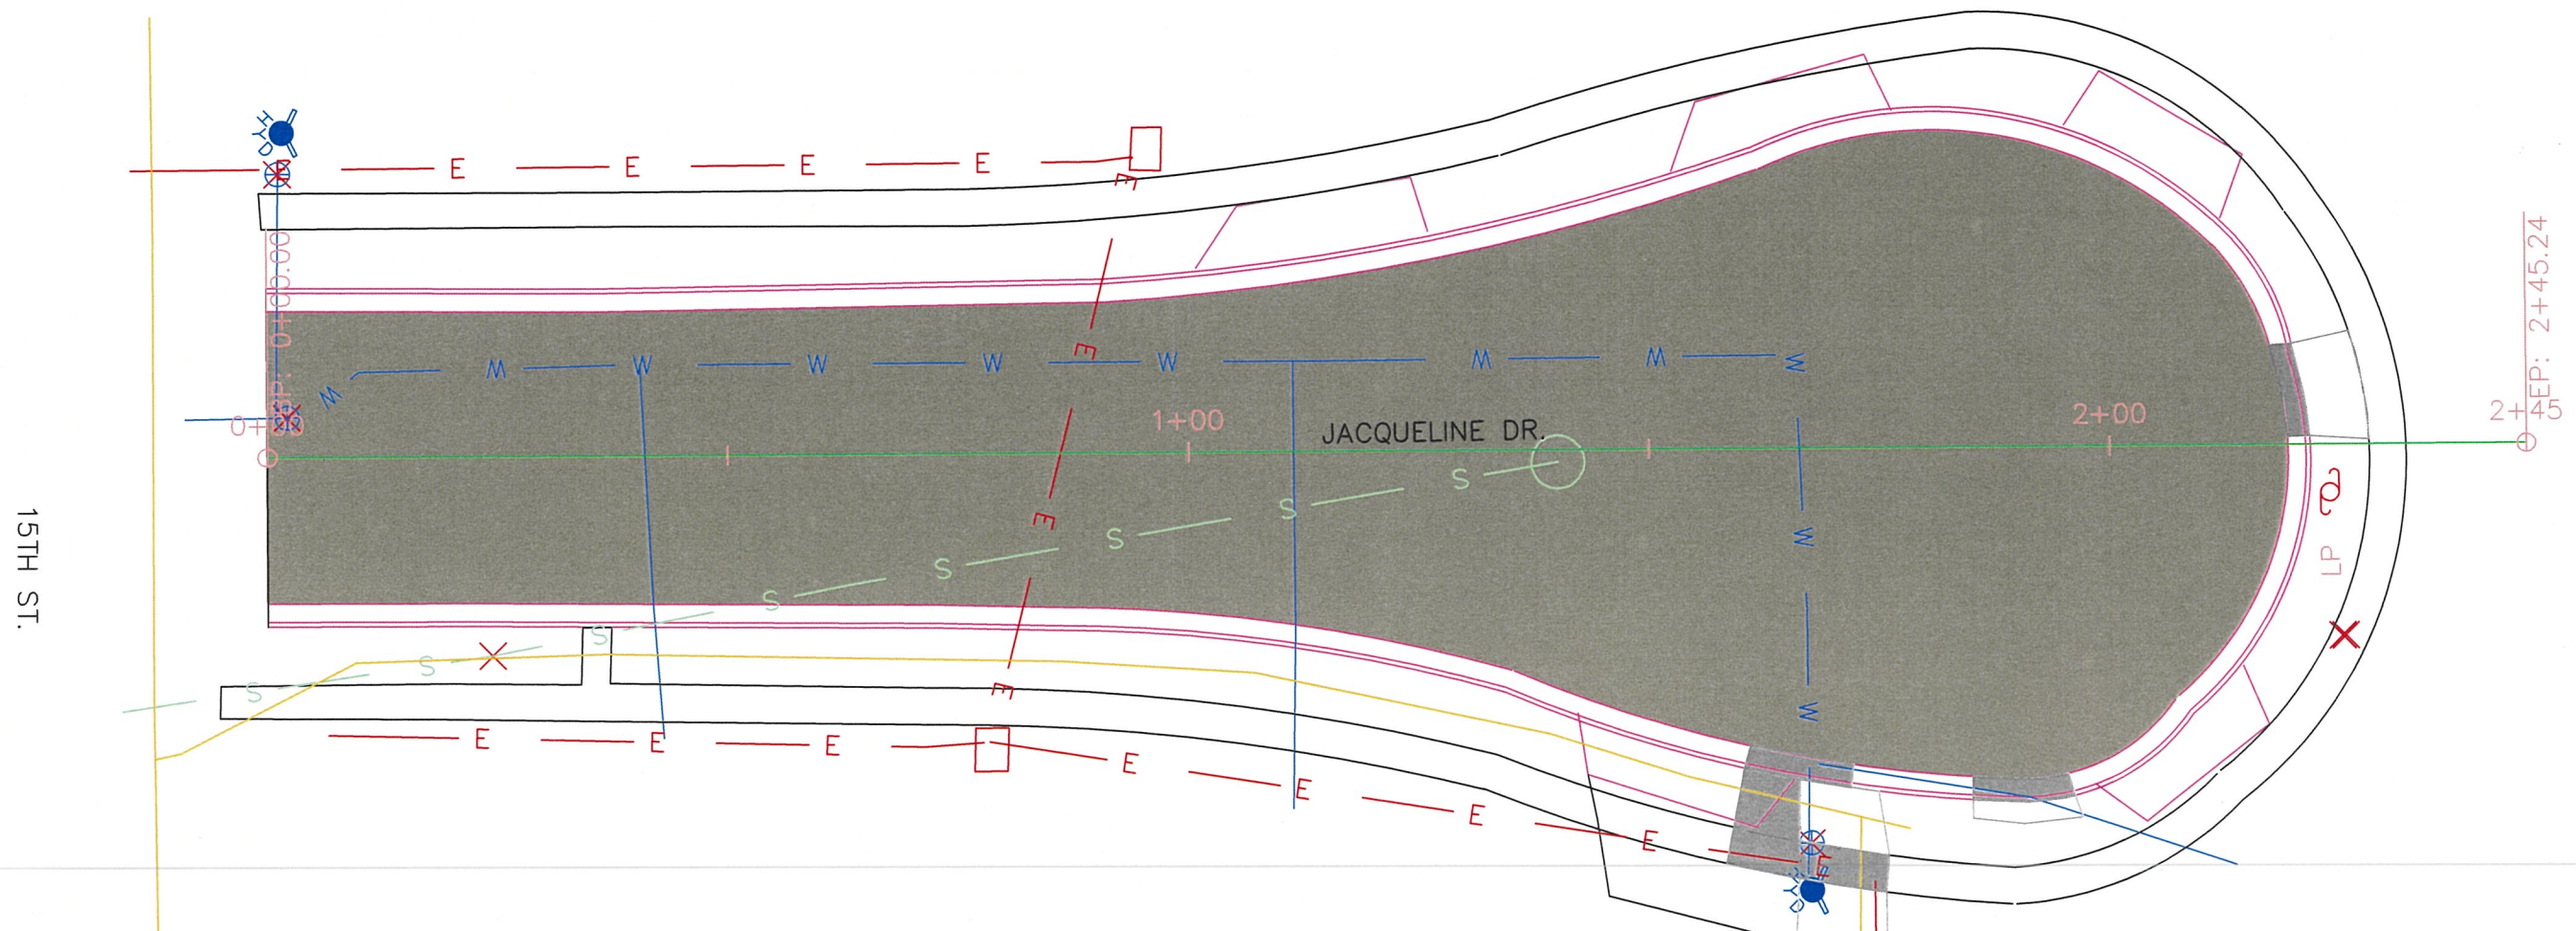 HYD
E E E E
E
BP: 0+00.00
0+00
W W W W W W W W W
E
1+00
JACQUELINE DR.
2+00
2+45
EP: 2+45.24
S S S S S S S S
E
W
W
LP
15TH ST.
E
E E E E E E E
HYD